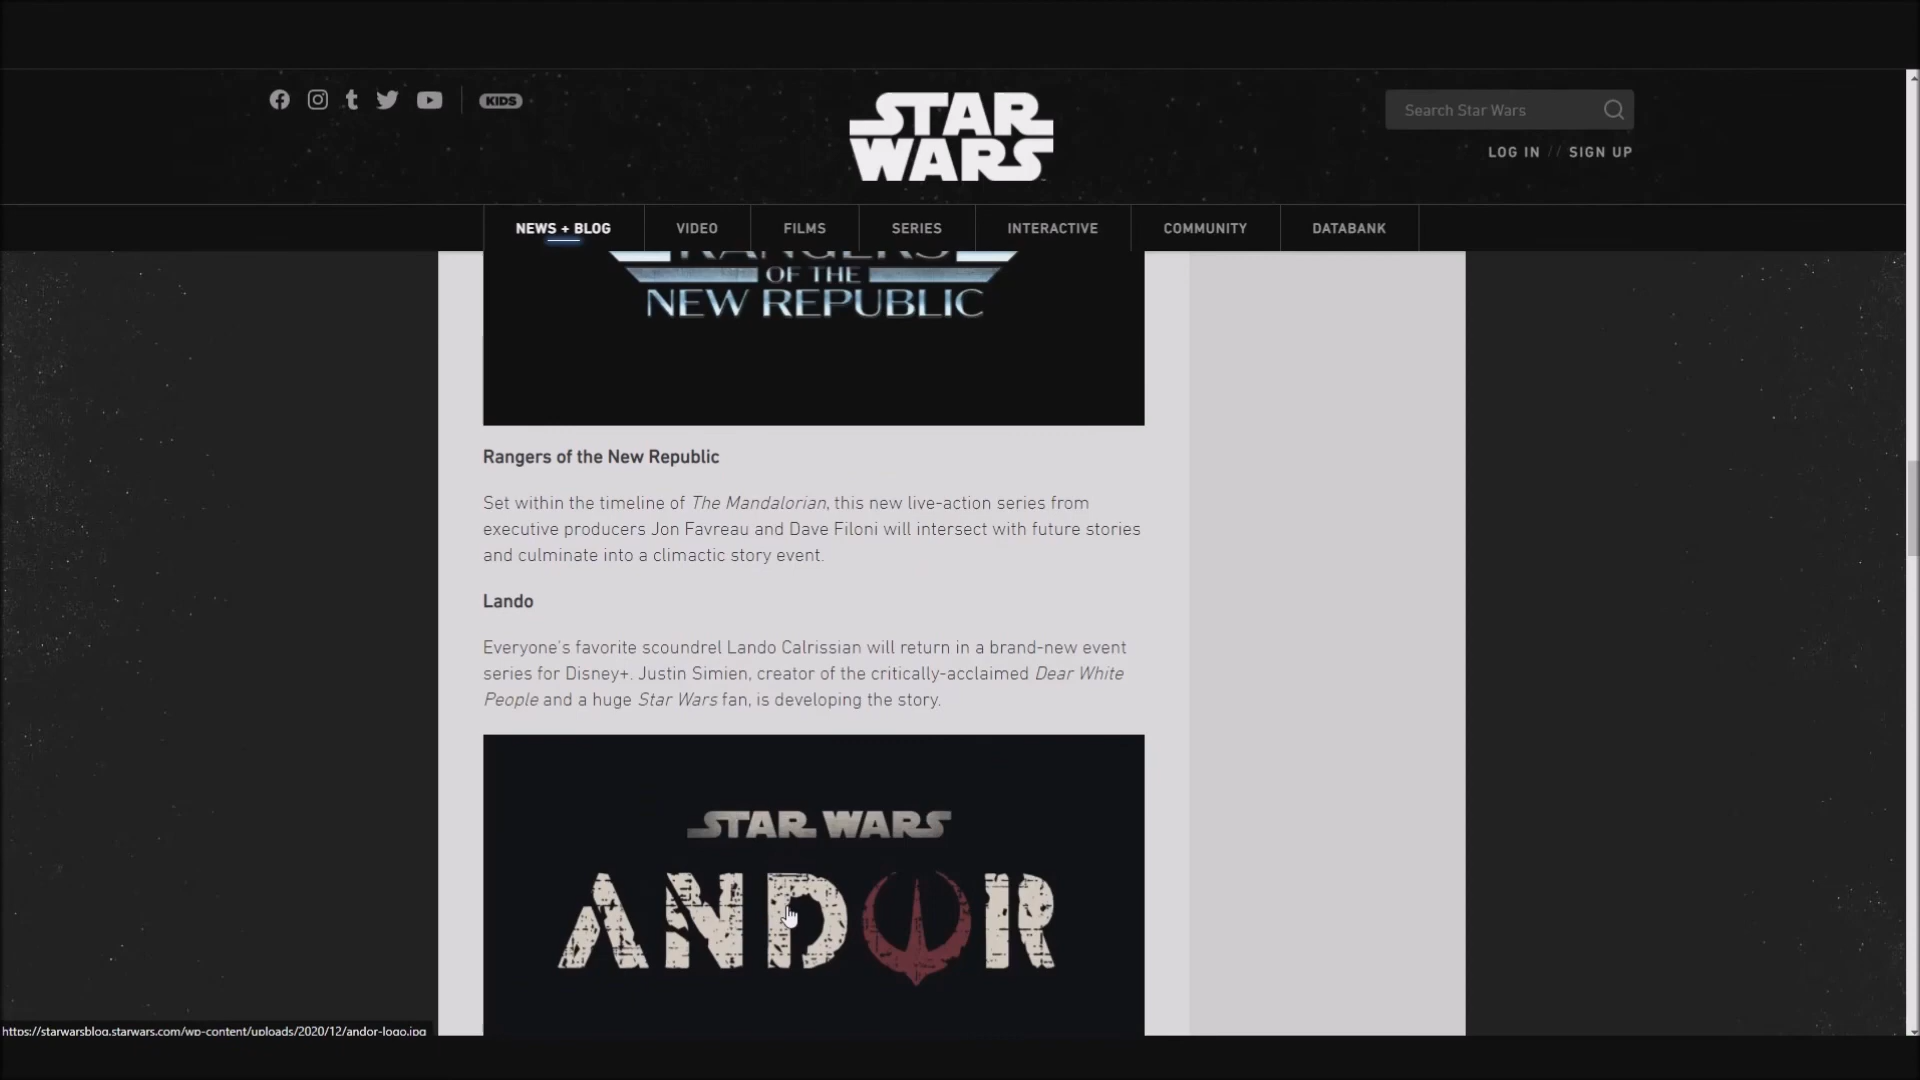 KIDS
STAR
WARS
Search Star Wars
LOG IN // SIGN UP
NEWS + BLOG
VIDEO
FILMS
SERIES
INTERACTIVE
COMMUNITY
DATABANK
RANGERS
OF THE
NEW REPUBLIC
Rangers of the New Republic
Set within the timeline of The Mandalorian, this new live-action series from
executive producers Jon Favreau and Dave Filoni will intersect with future stories
and culminate into a climactic story event.
Lando
Everyone's favorite scoundrel Lando Calrissian will return in a brand-new event
series for Disney+. Justin Simien, creator of the critically-acclaimed Dear White
People and a huge Star Wars fan, is developing the story.
STAR WARS
ANDOR
https://starwarsblog.starwars.com/wp-content/uploads/2020/12/andor-logo.jpg